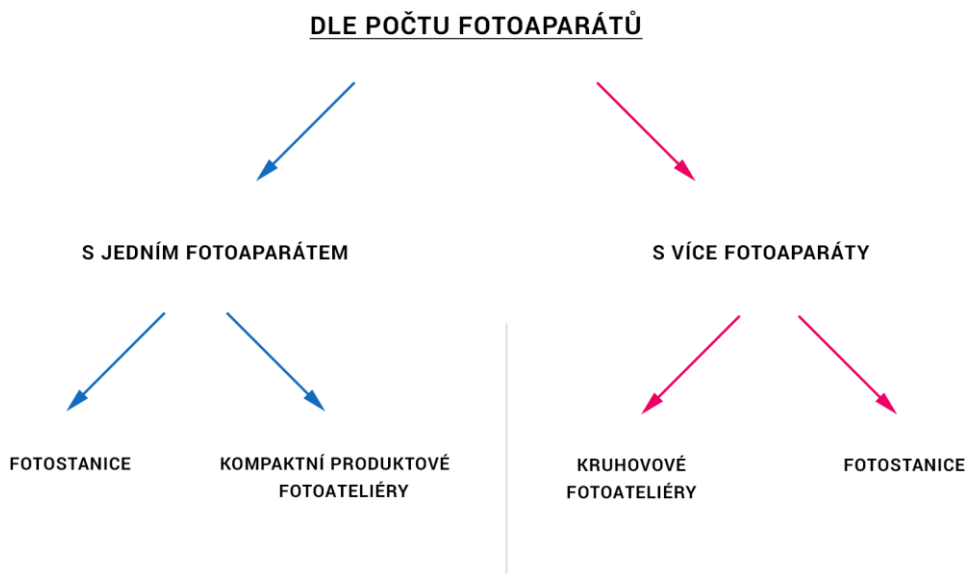 DLE POČTU FOTOAPARÁTŮ
S JEDNÍM FOTOAPARÁTEM
S VÍCE FOTOAPARÁTY
FOTOSTANICE
KOMPAKTNÍ PRODUKTOVÉ
FOTOATELIÉRY
KRUHOVOVÉ
FOTOATELIÉRY
FOTOSTANICE